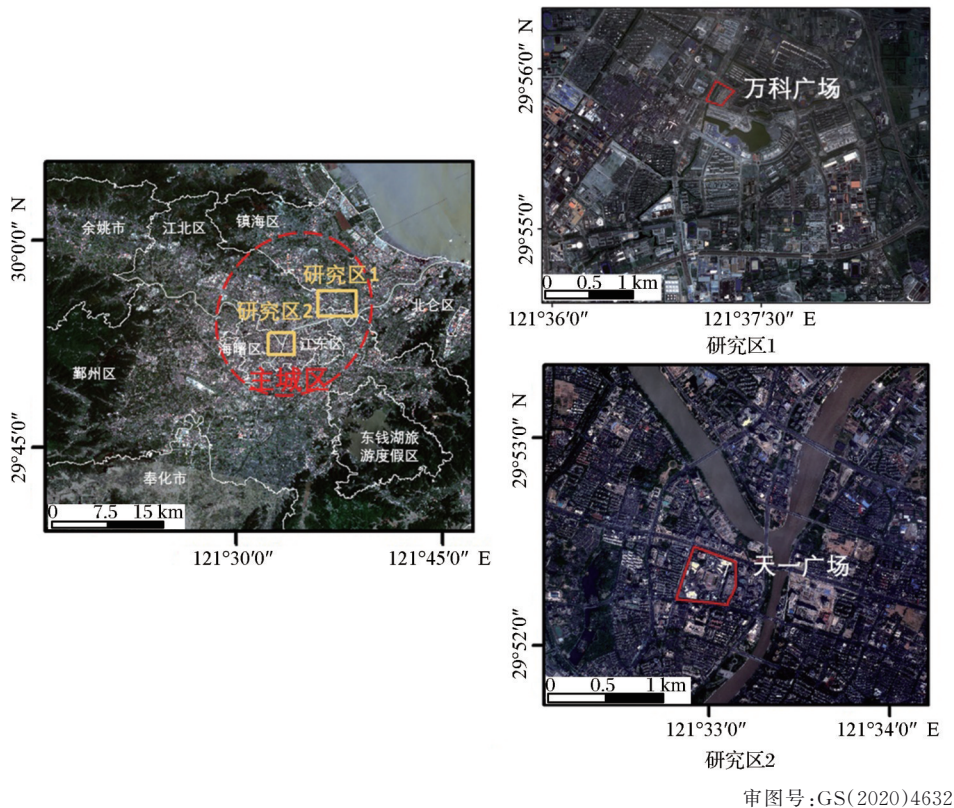 30°0′0″ N
29°45′0″
余姚市
江北区
镇海区
研究区1
研究区2
北仑区
海曙区
江东区
主城区
鄞州区
东钱湖旅
游度假区
奉化市
0 7.5 15 km
121°30′0″ 121°45′0″ E
29°56′0″ N
29°55′0″
万科广场
0 0.5 1 km
121°36′0″ 121°37′30″ E
研究区1
29°53′0″ N
29°52′0″
天一广场
0 0.5 1 km
121°33′0″ 121°34′0″ E
研究区2
审图号:GS(2020)4632